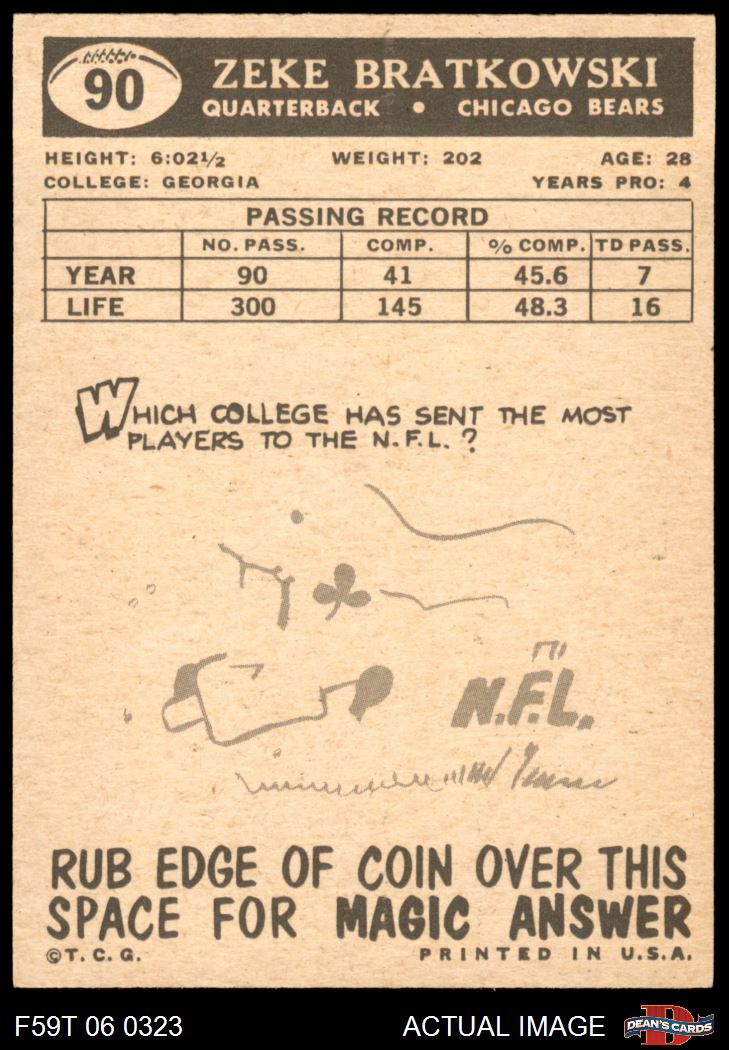 90
ZEKE BRATKOWSKI
QUARTERBACK • CHICAGO BEARS
HEIGHT: 6:02½ WEIGHT: 202 AGE: 28
COLLEGE: GEORGIA YEARS PRO: 4
PASSING RECORD
NO. PASS. COMP. % COMP. TD PASS.
YEAR 90 41 45.6 7
LIFE 300 145 48.3 16
WHICH COLLEGE HAS SENT THE MOST
PLAYERS TO THE N.F.L.?
N.F.L.
RUB EDGE OF COIN OVER THIS
SPACE FOR MAGIC ANSWER
©T.C.G. PRINTED IN U.S.A.
F59T 06 0323 ACTUAL IMAGE DEAN'S CARDS